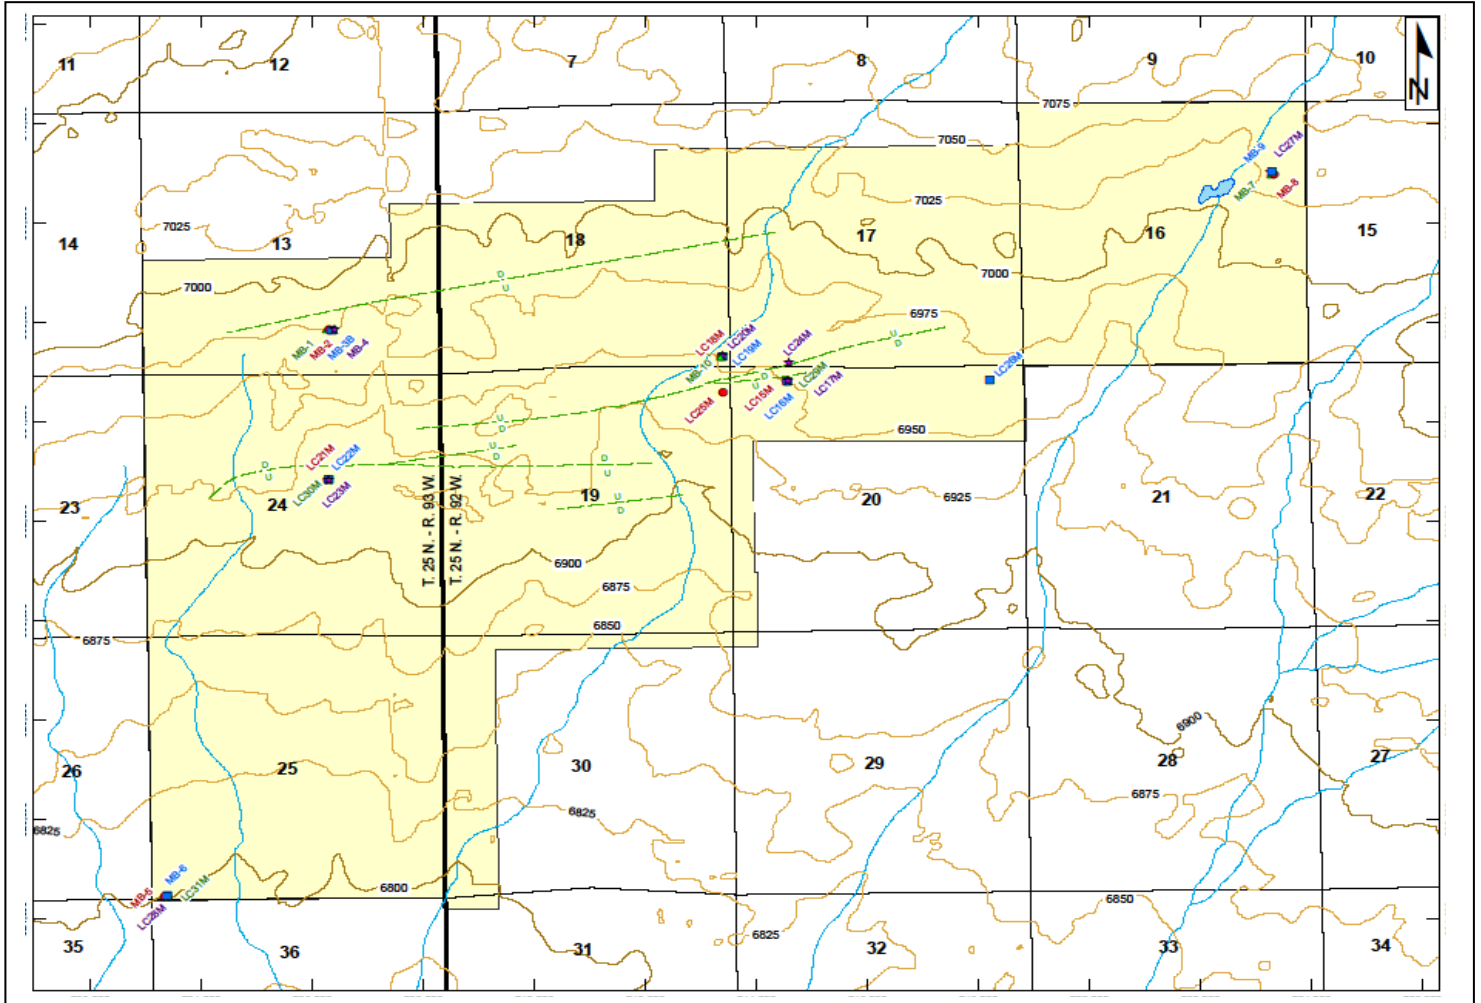 11
12
7
8
9
10
N
7075
7050
MB-9
LC27M
MB-7
MB-8
7025
7025
14
13
18
17
16
15
7000
D
U
7000
6975
U
D
MB-1
MB-2
MB-3B
MB-4
LC18M
LC20M
LC19M
MB-10
LC24M
LC29M
LC17M
D
U
LC15M
LC16M
LC25M
LC26M
U
D
6950
U
D
LC21M
LC22M
LC30M
LC23M
D
U
D
U
U
D
23
24
19
20
6925
21
22
T. 25 N. - R. 93 W.
T. 25 N. - R. 92 W.
6900
6875
6850
6875
6900
26
25
30
29
28
27
6825
6825
6875
MB-5
MB-6
LC31M
LC28M
6800
6850
6825
35
36
31
32
33
34